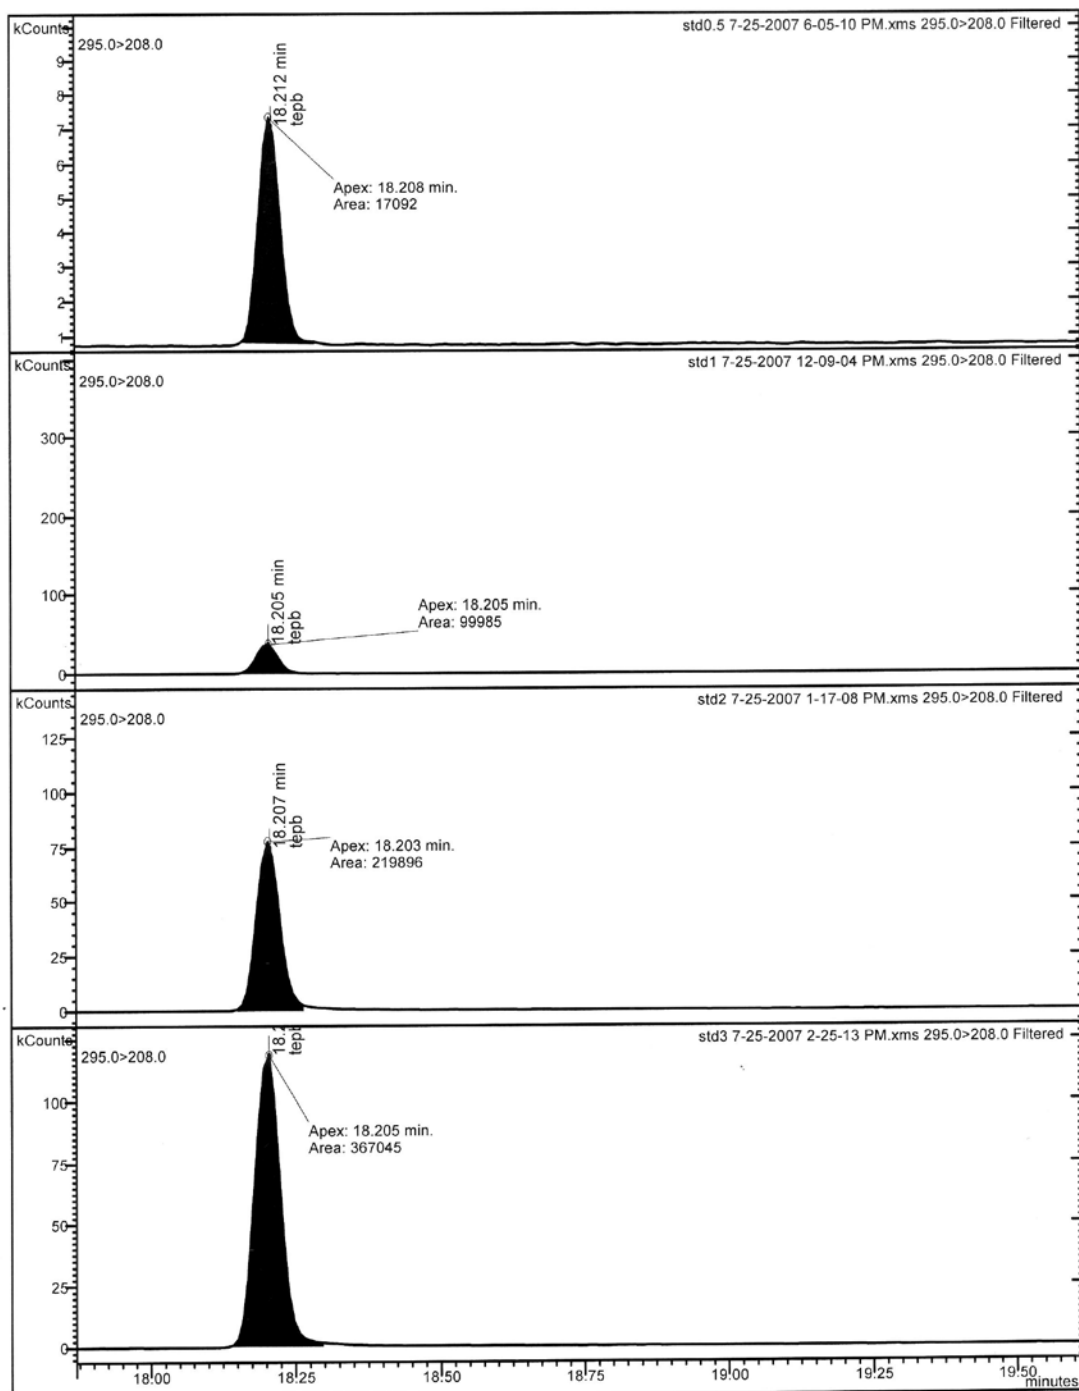 kCounts
295.0>208.0
std0.5 7-25-2007 6-05-10 PM.xms 295.0>208.0 Filtered
9
8
7
6
5
4
3
2
1
18.212 min
tepb
Apex: 18.208 min.
Area: 17092
kCounts
295.0>208.0
std1 7-25-2007 12-09-04 PM.xms 295.0>208.0 Filtered
300
200
100
0
18.205 min
tepb
Apex: 18.205 min.
Area: 99985
kCounts
295.0>208.0
std2 7-25-2007 1-17-08 PM.xms 295.0>208.0 Filtered
125
100
75
50
25
0
18.207 min
tepb
Apex: 18.203 min.
Area: 219896
kCounts
295.0>208.0
std3 7-25-2007 2-25-13 PM.xms 295.0>208.0 Filtered
100
75
50
25
0
tepb
Apex: 18.205 min.
Area: 367045
18:00 18:25 18:50 18:75 19:00 19:25 19:50
minutes